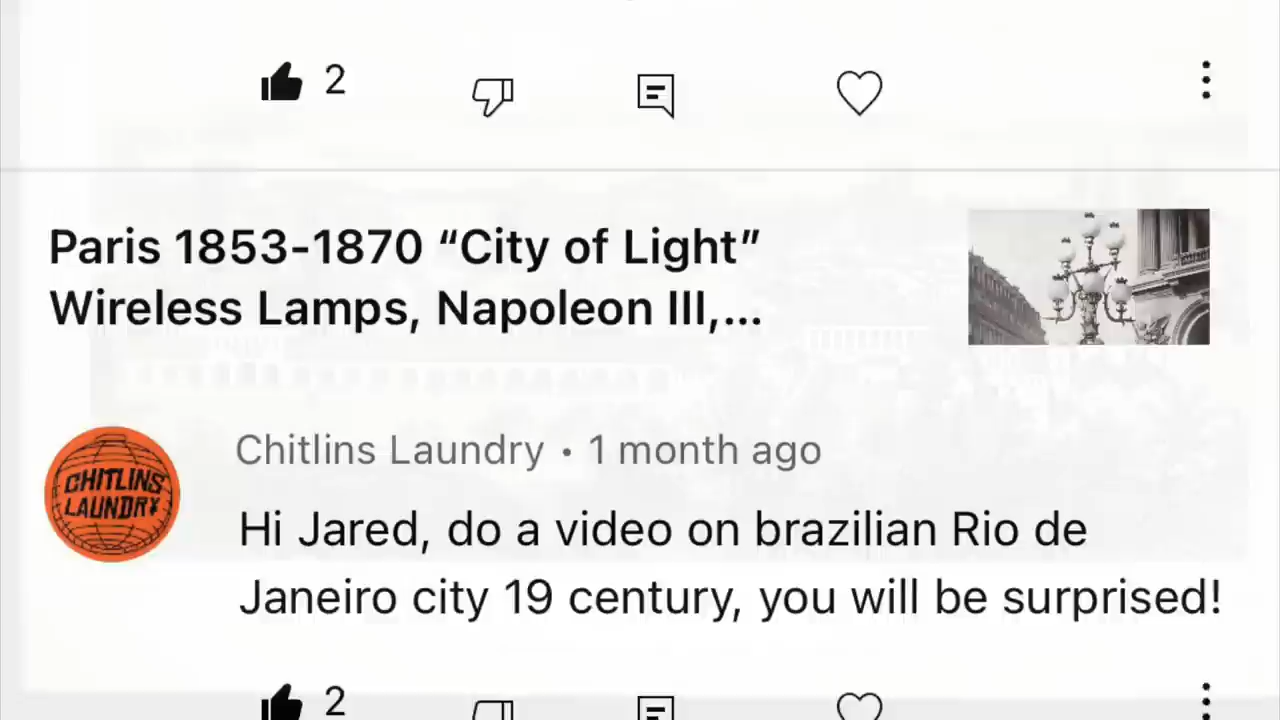 2
Paris 1853-1870 “City of Light”
Wireless Lamps, Napoleon III,...
Chitlins Laundry • 1 month ago
CHITLINS
LAUNDRY
Hi Jared, do a video on brazilian Rio de
Janeiro city 19 century, you will be surprised!
2